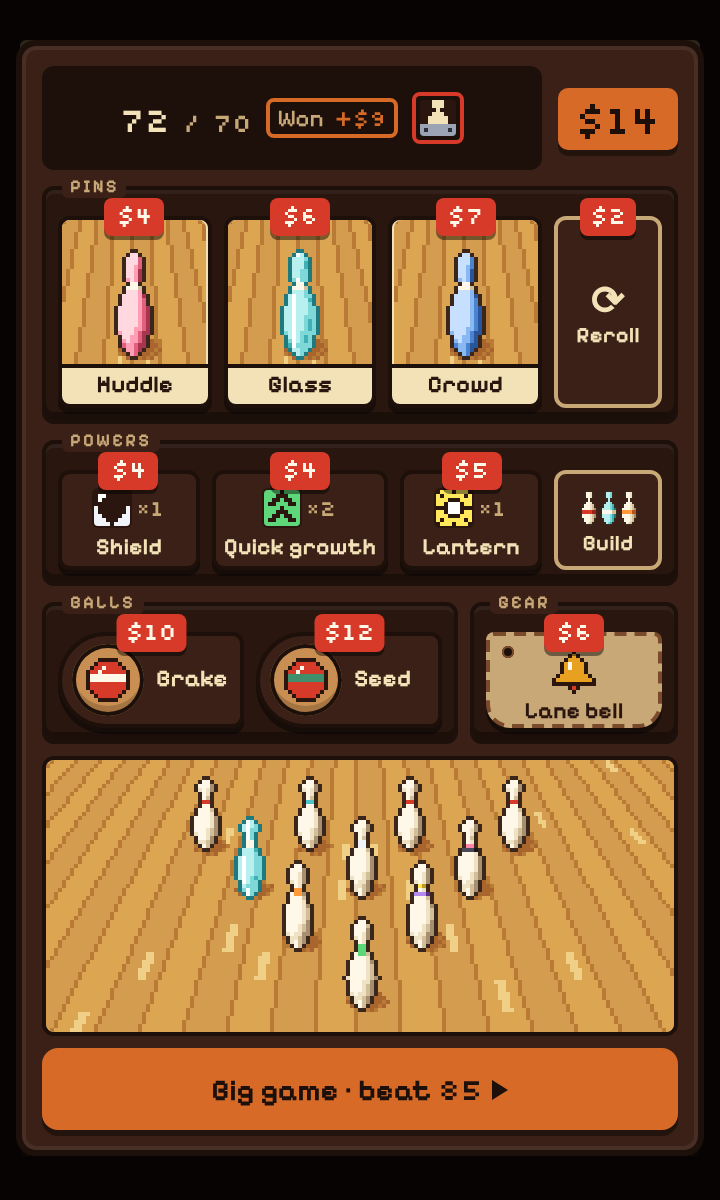 72 / 70 Won +$9
$14
PINS
$4 $6 $7 $2
Reroll
Huddle Glass Crowd
POWERS
$4 $4 $5
×1 ×2 ×1
Shield Quick growth Lantern Build
BALLS GEAR
$10 $12 $6
Brake Seed
Lane bell
Big game · beat 85